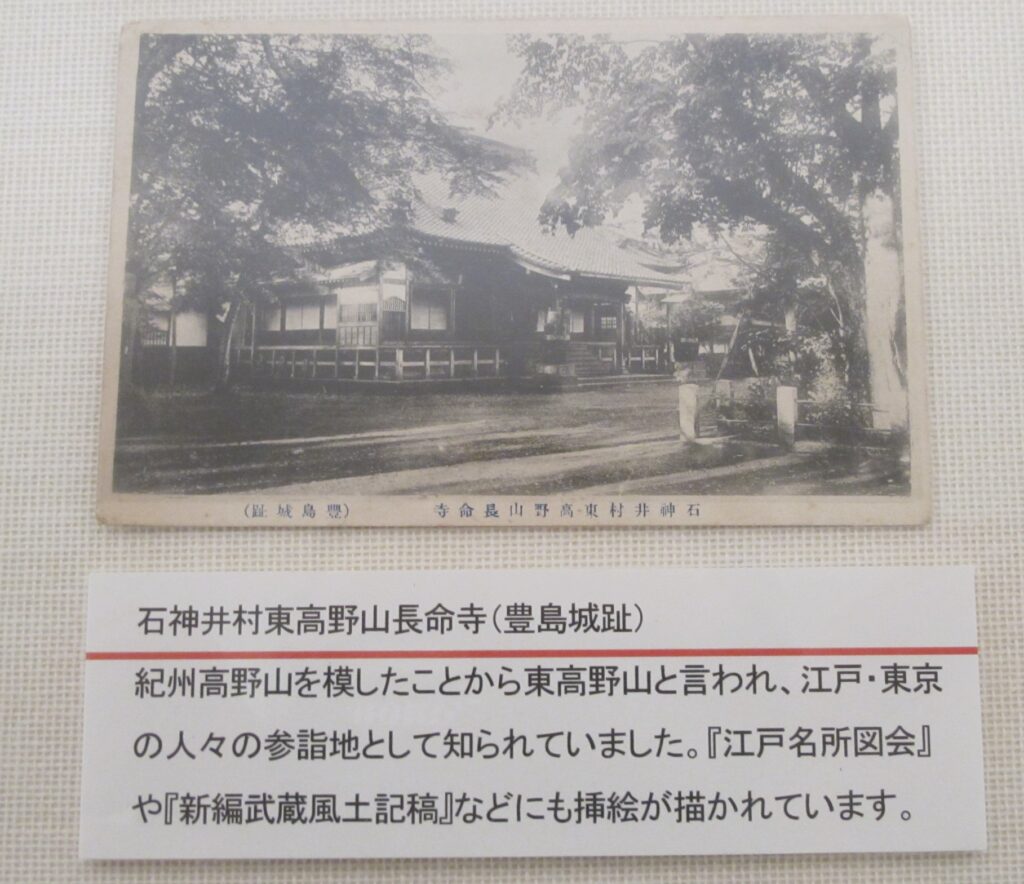 (豐島城趾) 石神井村東高野山長命寺
石神井村東高野山長命寺(豊島城趾)
紀州高野山を模したことから東高野山と言われ、江戸・東京
の人々の参詣地として知られていました。『江戸名所図会』
や『新編武蔵風土記稿』などにも挿絵が描かれています。